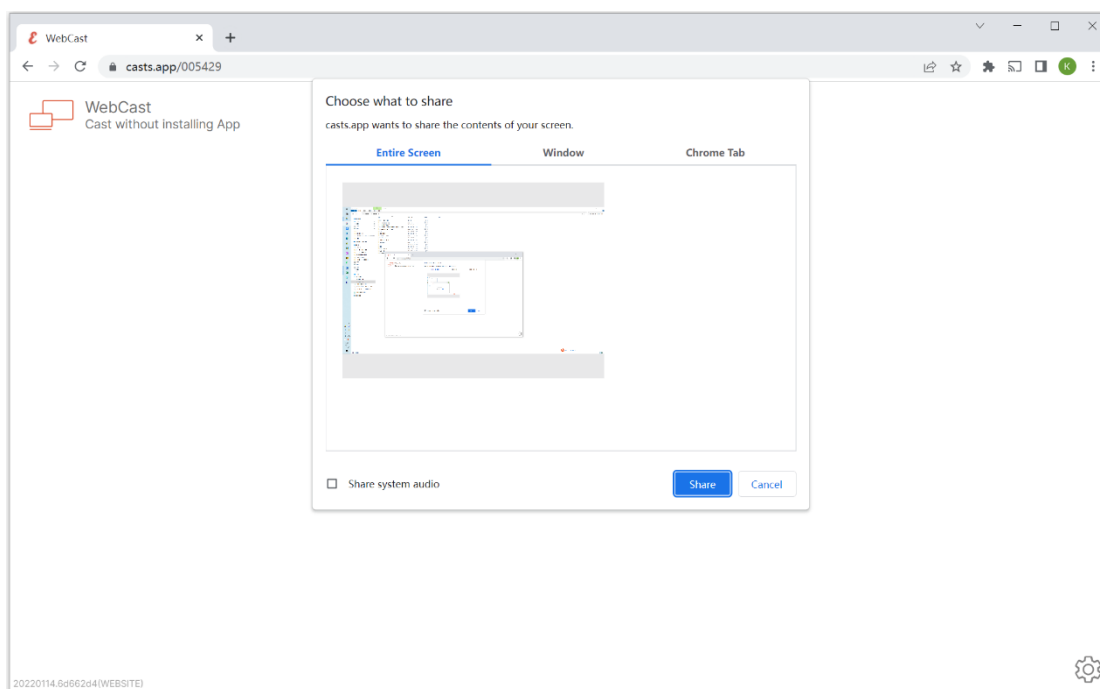 WebCast
casts.app/005429
K
WebCast
Cast without installing App
Choose what to share
casts.app wants to share the contents of your screen.
Entire Screen Window Chrome Tab
Share system audio Share Cancel
20220114.6d662d4(WEBSITE)